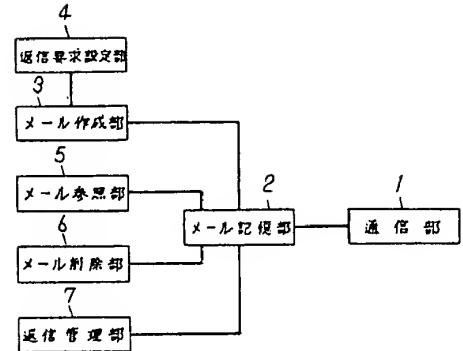 4
返信要求設定部
3
メール作成部
5
メール参照部
2
メール記憶部
1
通信部
6
メール削除部
7
返信管理部